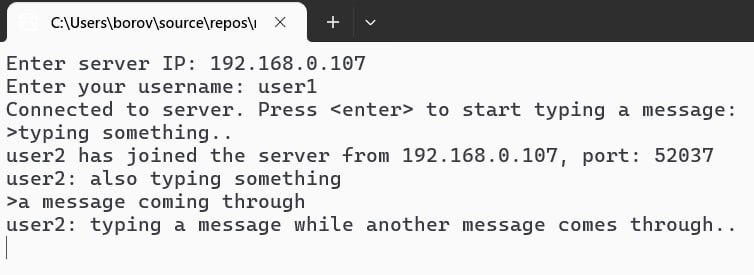 C:\Users\borov\source\repos\r
Enter server IP: 192.168.0.107
Enter your username: user1
Connected to server. Press <enter> to start typing a message:
>typing something..
user2 has joined the server from 192.168.0.107, port: 52037
user2: also typing something
>a message coming through
user2: typing a message while another message comes through..